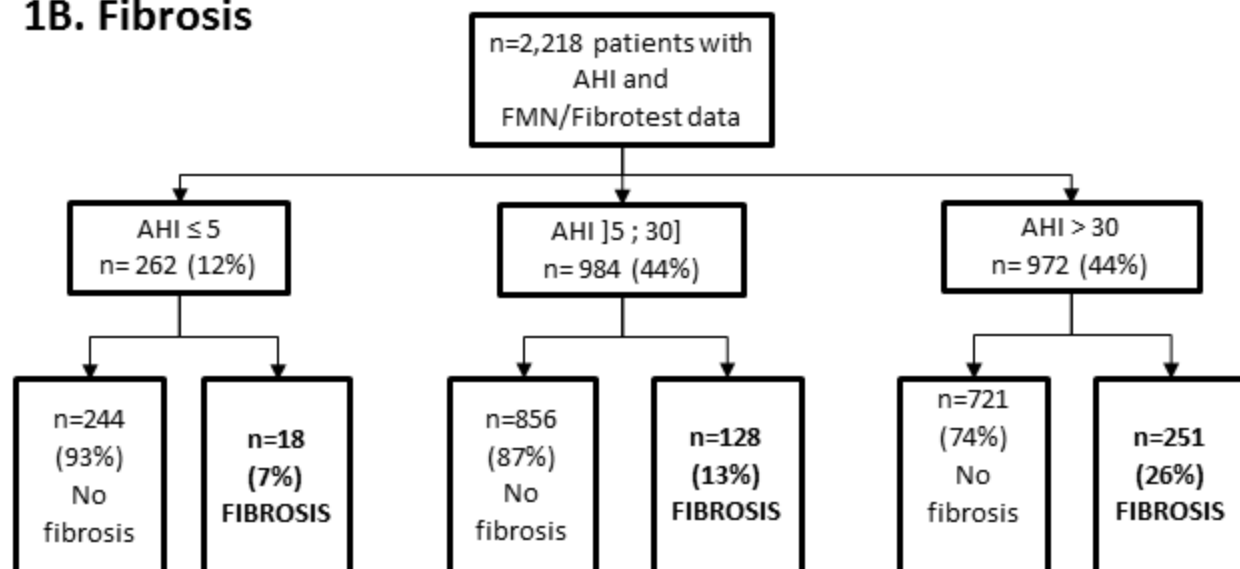 1B. Fibrosis
n=2,218 patients with
AHI and
FMN/Fibrotest data
AHI ≤ 5
n= 262 (12%)
AHI ]5 ; 30]
n= 984 (44%)
AHI > 30
n= 972 (44%)
n=244
(93%)
No
fibrosis
n=18
(7%)
FIBROSIS
n=856
(87%)
No
fibrosis
n=128
(13%)
FIBROSIS
n=721
(74%)
No
fibrosis
n=251
(26%)
FIBROSIS